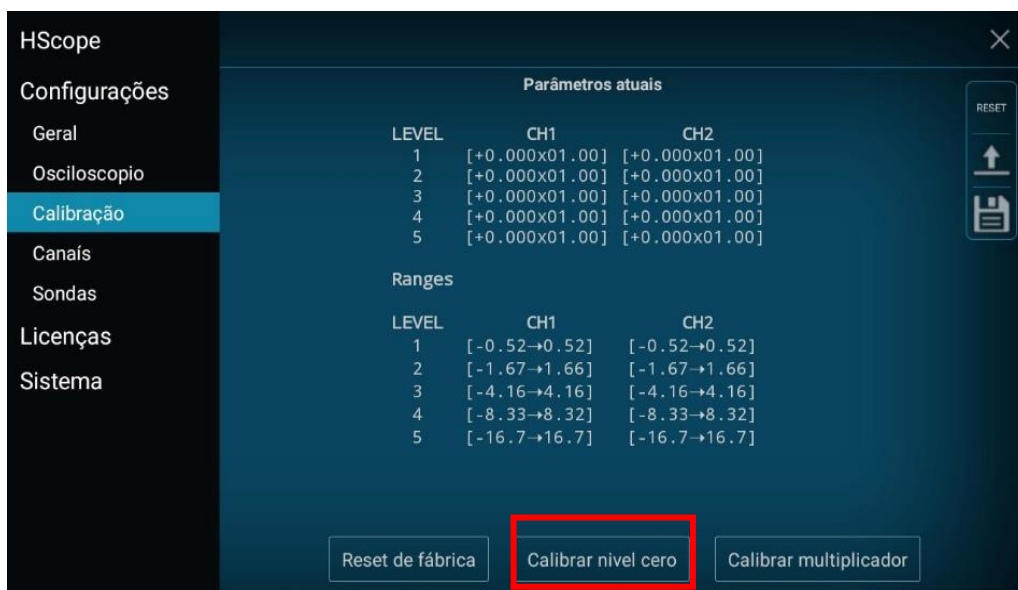 HScope
Configurações
Geral
Osciloscopio
Calibração
Canaís
Sondas
Licenças
Sistema
Parâmetros atuais
LEVEL CH1 CH2
1 [+0.000x01.00] [+0.000x01.00]
2 [+0.000x01.00] [+0.000x01.00]
3 [+0.000x01.00] [+0.000x01.00]
4 [+0.000x01.00] [+0.000x01.00]
5 [+0.000x01.00] [+0.000x01.00]
Ranges
LEVEL CH1 CH2
1 [-0.52→0.52] [-0.52→0.52]
2 [-1.67→1.66] [-1.67→1.66]
3 [-4.16→4.16] [-4.16→4.16]
4 [-8.33→8.32] [-8.33→8.32]
5 [-16.7→16.7] [-16.7→16.7]
Reset de fábrica
Calibrar nivel cero
Calibrar multiplicador
RESET